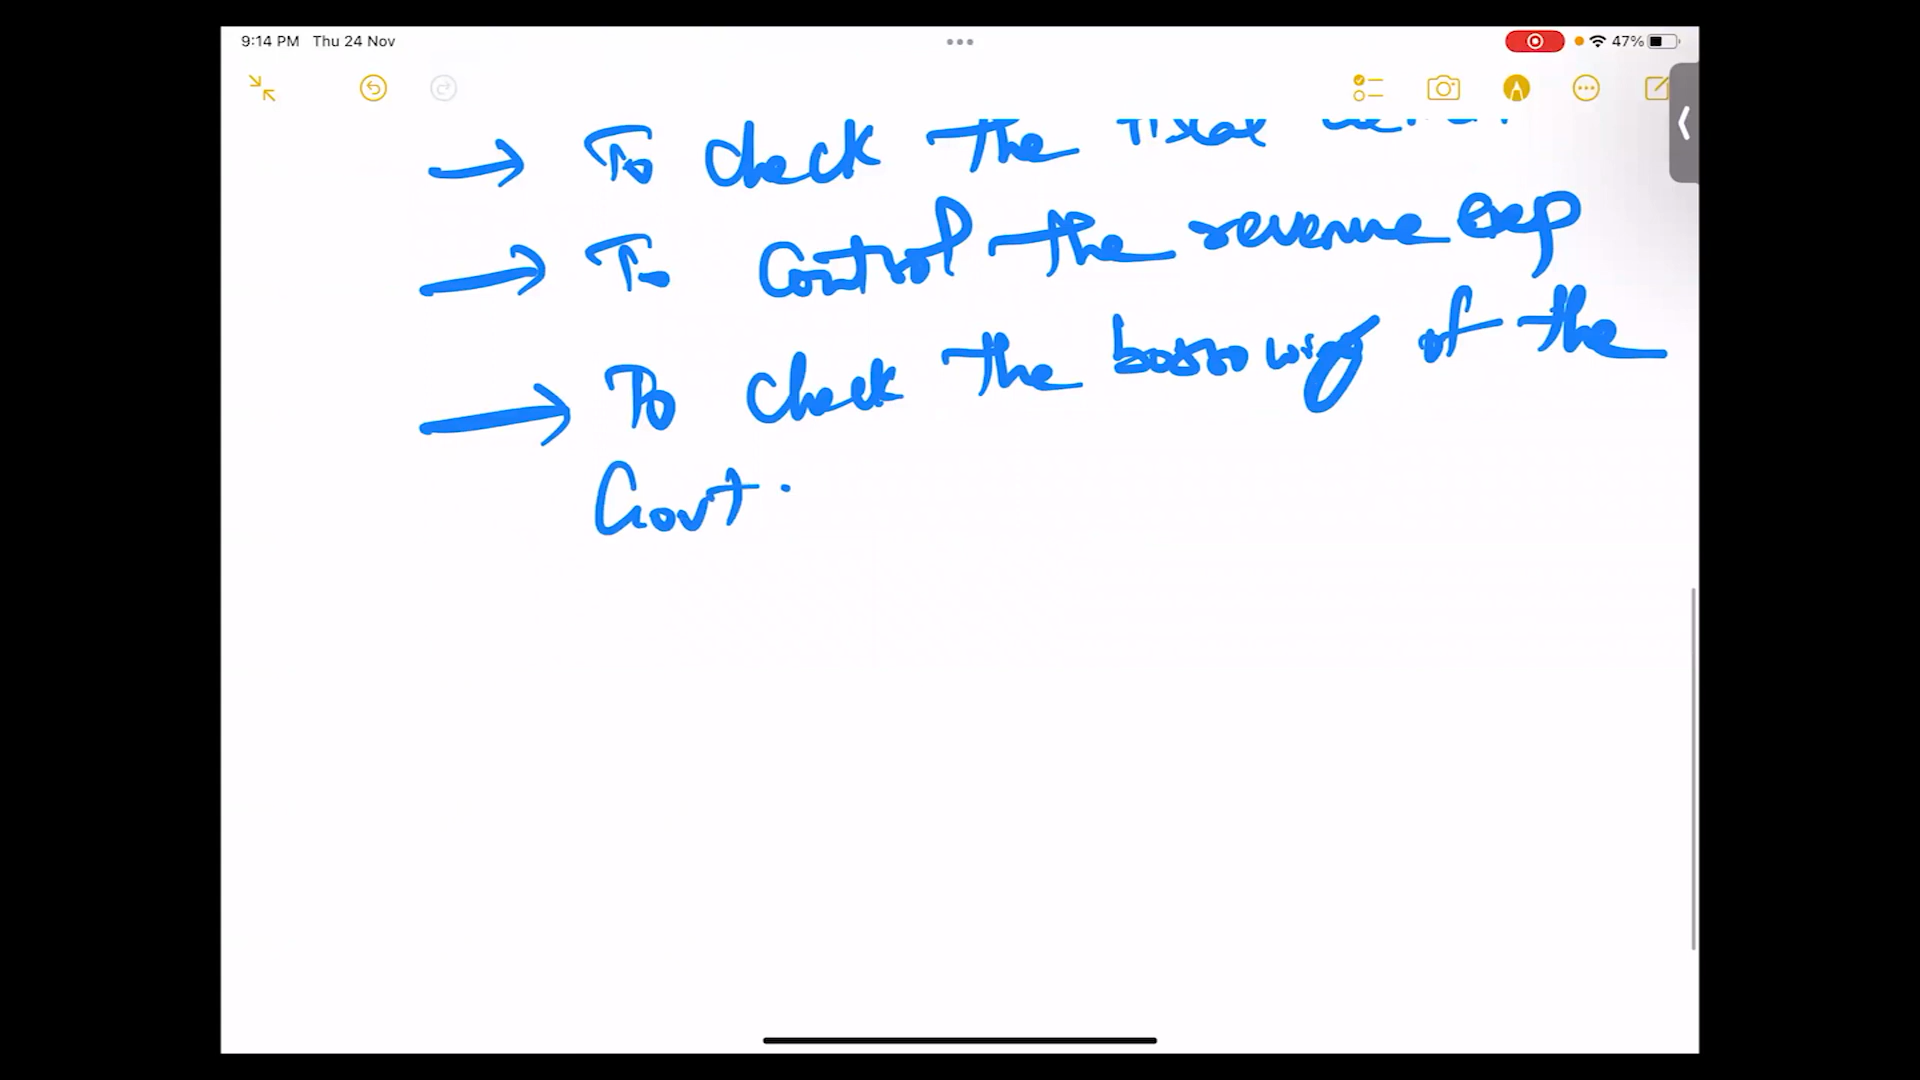 9:14 PM Thu 24 Nov
47%
→ To check the fiscal
→ To control the revenue exp
→ To check the borrowing of the
Govt.